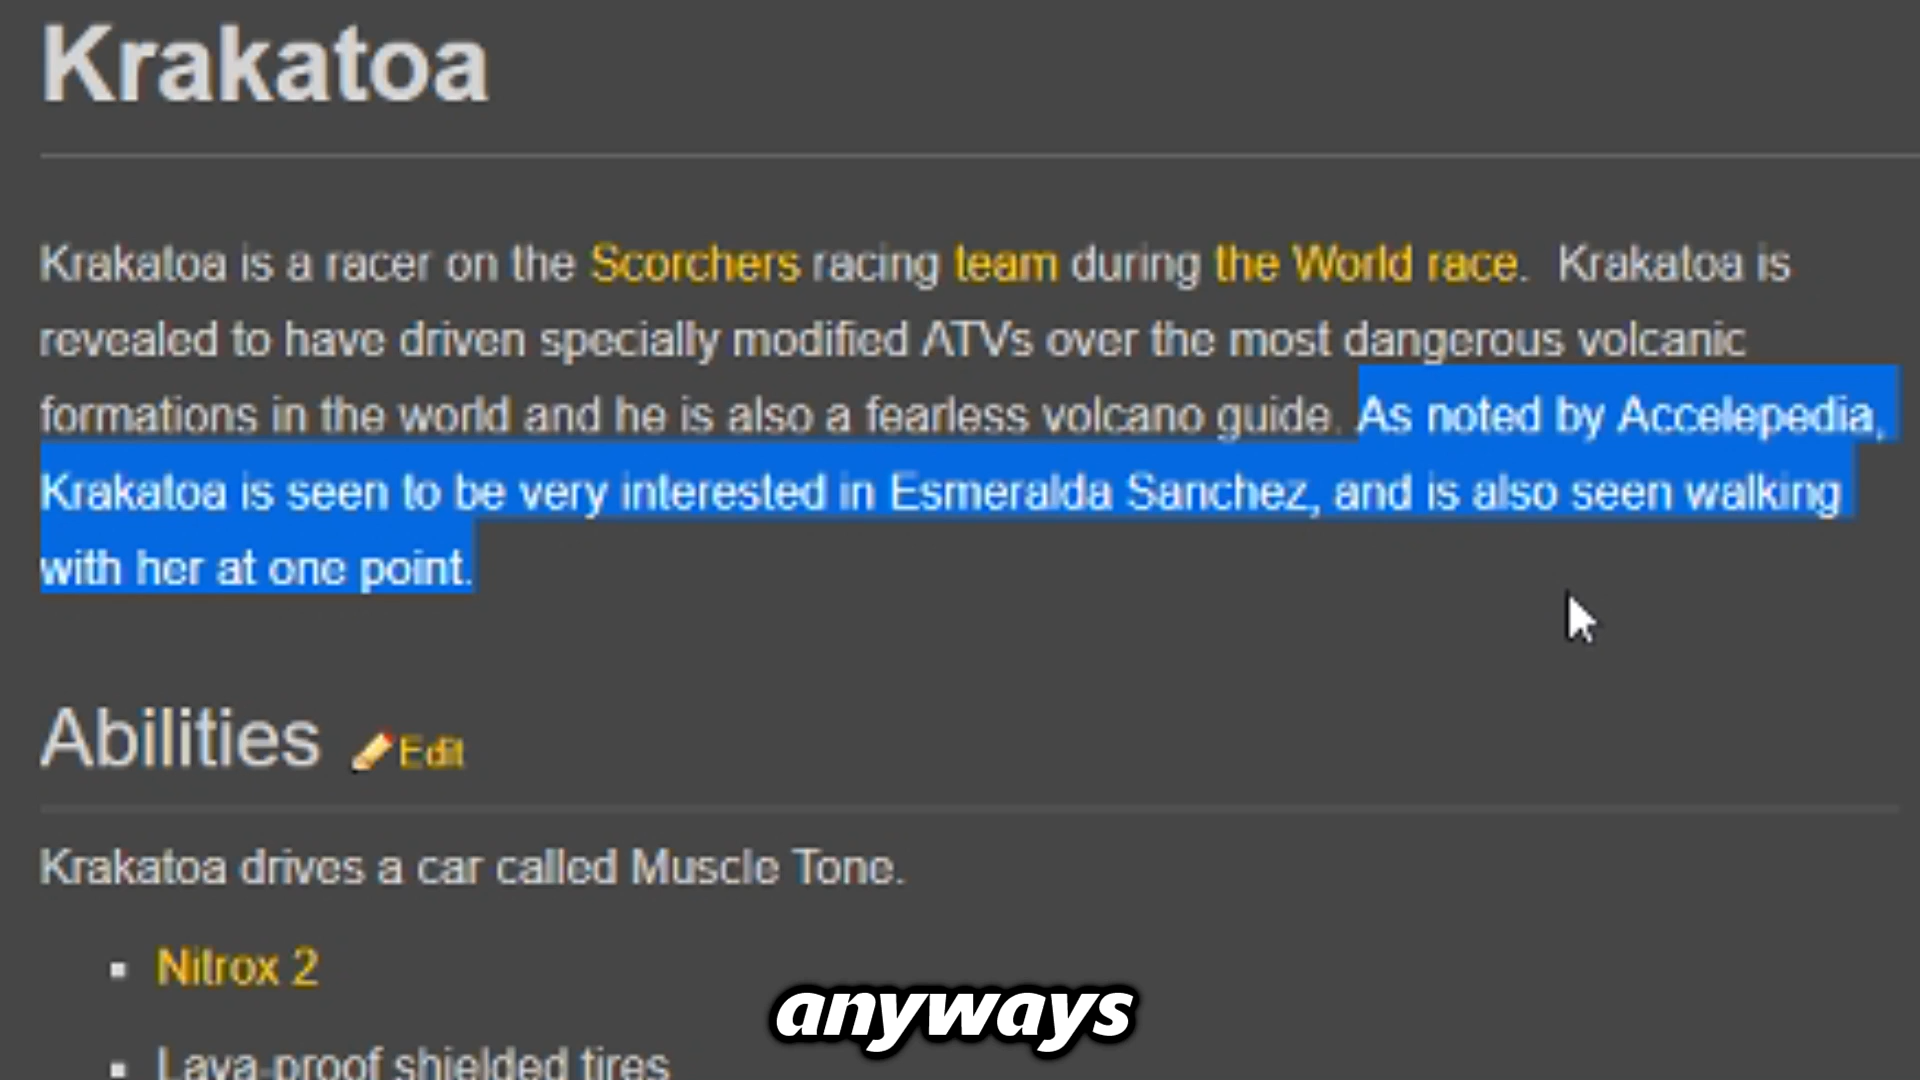 Krakatoa
Krakatoa is a racer on the Scorchers racing team during the World race.  Krakatoa is
revealed to have driven specially modified ATVs over the most dangerous volcanic
formations in the world and he is also a fearless volcano guide. As noted by Accelepedia,
Krakatoa is seen to be very interested in Esmeralda Sanchez, and is also seen walking
with her at one point.
Abilities Edit
Krakatoa drives a car called Muscle Tone.
Nitrox 2
anyways
Lava-proof shielded tires